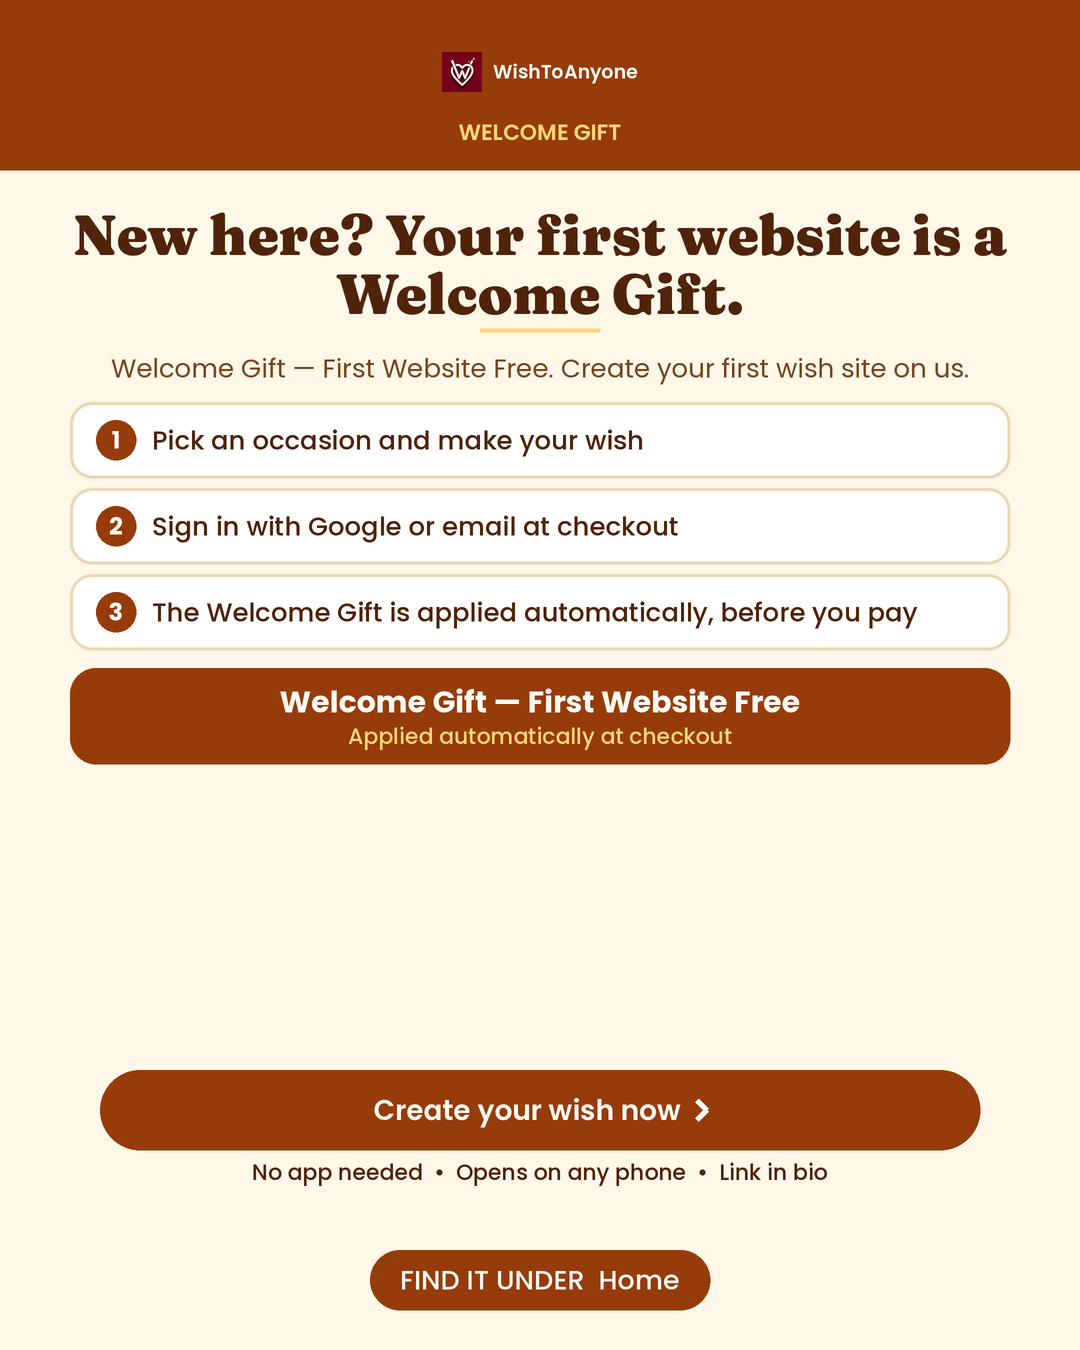 WishToAnyone
WELCOME GIFT
New here? Your first website is a
Welcome Gift.
Welcome Gift — First Website Free. Create your first wish site on us.
1 Pick an occasion and make your wish
2 Sign in with Google or email at checkout
3 The Welcome Gift is applied automatically, before you pay
Welcome Gift — First Website Free
Applied automatically at checkout
Create your wish now
No app needed • Opens on any phone • Link in bio
FIND IT UNDER Home